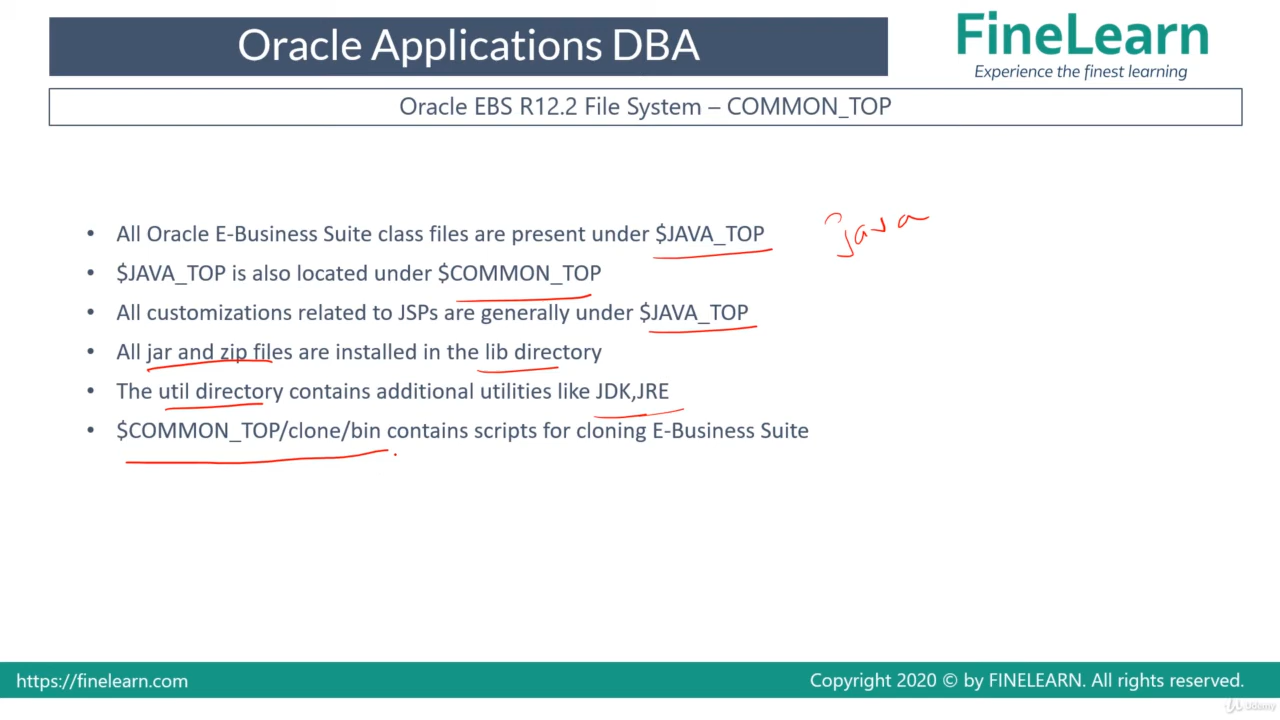 Oracle Applications DBA
FineLearn
Experience the finest learning
Oracle EBS R12.2 File System – COMMON_TOP
• All Oracle E-Business Suite class files are present under $JAVA_TOP
java
• $JAVA_TOP is also located under $COMMON_TOP
• All customizations related to JSPs are generally under $JAVA_TOP
• All jar and zip files are installed in the lib directory
• The util directory contains additional utilities like JDK,JRE
• $COMMON_TOP/clone/bin contains scripts for cloning E-Business Suite
https://finelearn.com
Copyright 2020 © by FINELEARN. All rights reserved.
Udemy